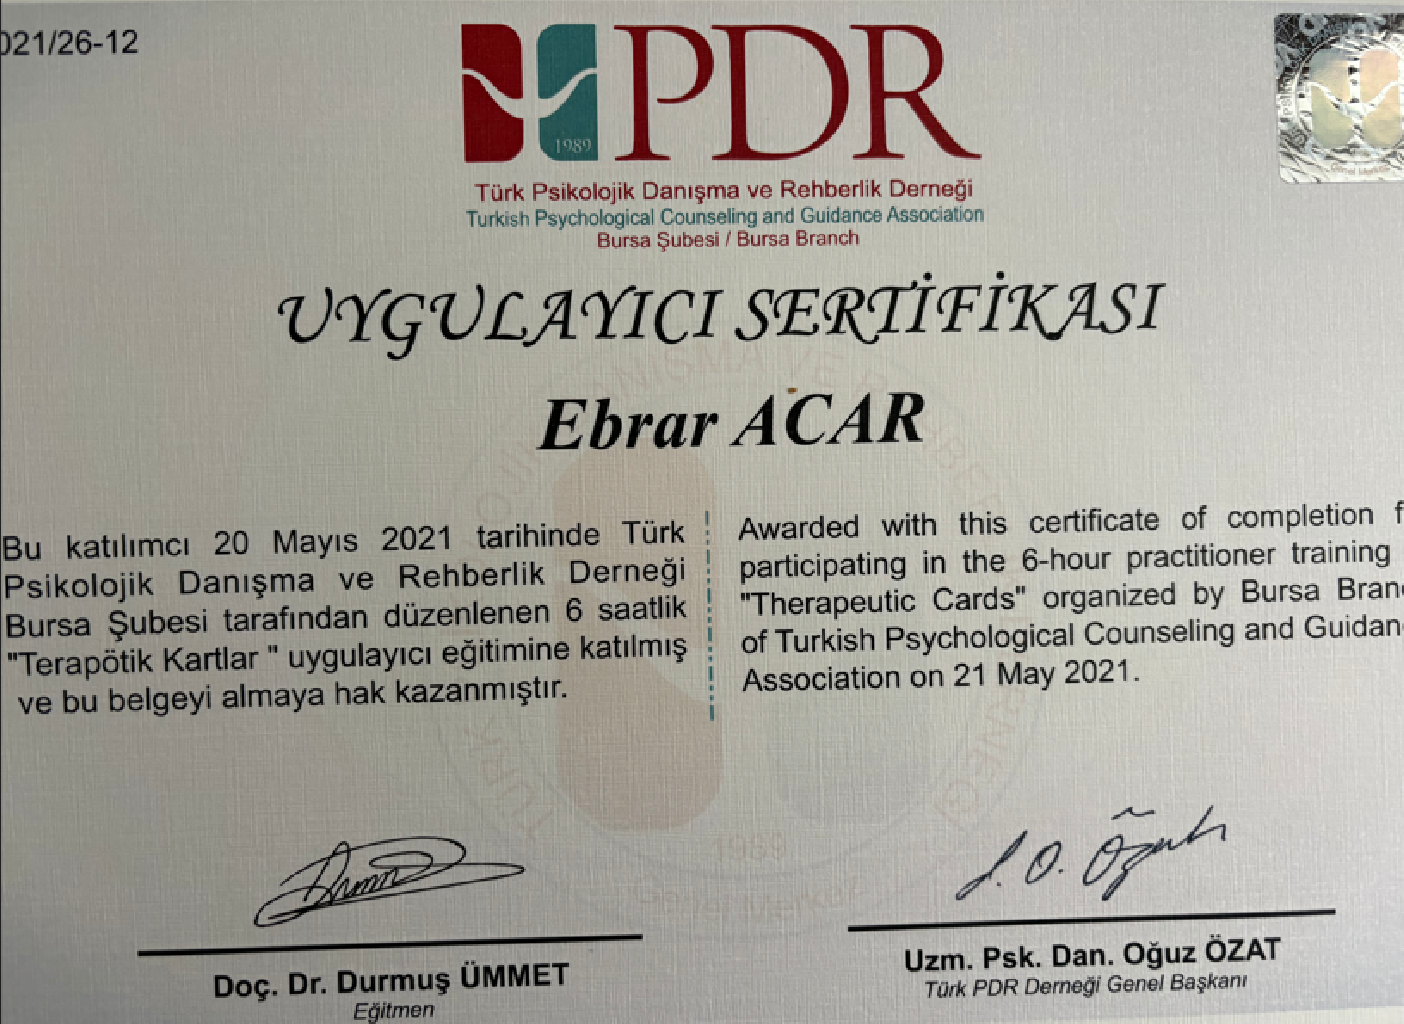 021/26-12
1989
PDR
Türk Psikolojik Danışma ve Rehberlik Derneği
Turkish Psychological Counseling and Guidance Association
Bursa Şubesi / Bursa Branch
UYGULAYICI SERTİFİKASI
Ebrar ACAR
Bu katılımcı 20 Mayıs 2021 tarihinde Türk
Psikolojik Danışma ve Rehberlik Derneği
Bursa Şubesi tarafından düzenlenen 6 saatlik
"Terapötik Kartlar " uygulayıcı eğitimine katılmış
ve bu belgeyi almaya hak kazanmıştır.
Awarded with this certificate of completion f
participating in the 6-hour practitioner training
"Therapeutic Cards" organized by Bursa Bran
of Turkish Psychological Counseling and Guidan
Association on 21 May 2021.
Doç. Dr. Durmuş ÜMMET
Eğitmen
Uzm. Psk. Dan. Oğuz ÖZAT
Türk PDR Derneği Genel Başkanı